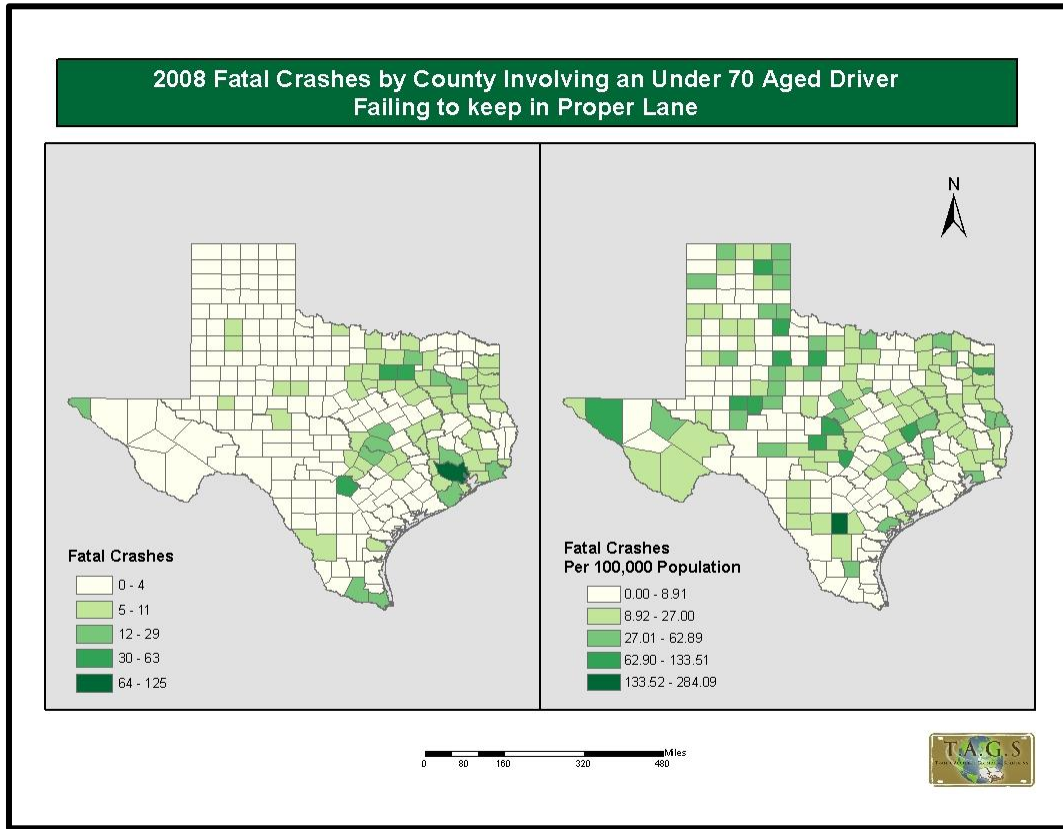 2008 Fatal Crashes by County Involving an Under 70 Aged Driver
Failing to keep in Proper Lane
N
Fatal Crashes
0 - 4
5 - 11
12 - 29
30 - 63
64 - 125
Fatal Crashes
Per 100,000 Population
0.00 - 8.91
8.92 - 27.00
27.01 - 62.89
62.90 - 133.51
133.52 - 284.09
Miles
0 80 160 320 480
T.A.G.S